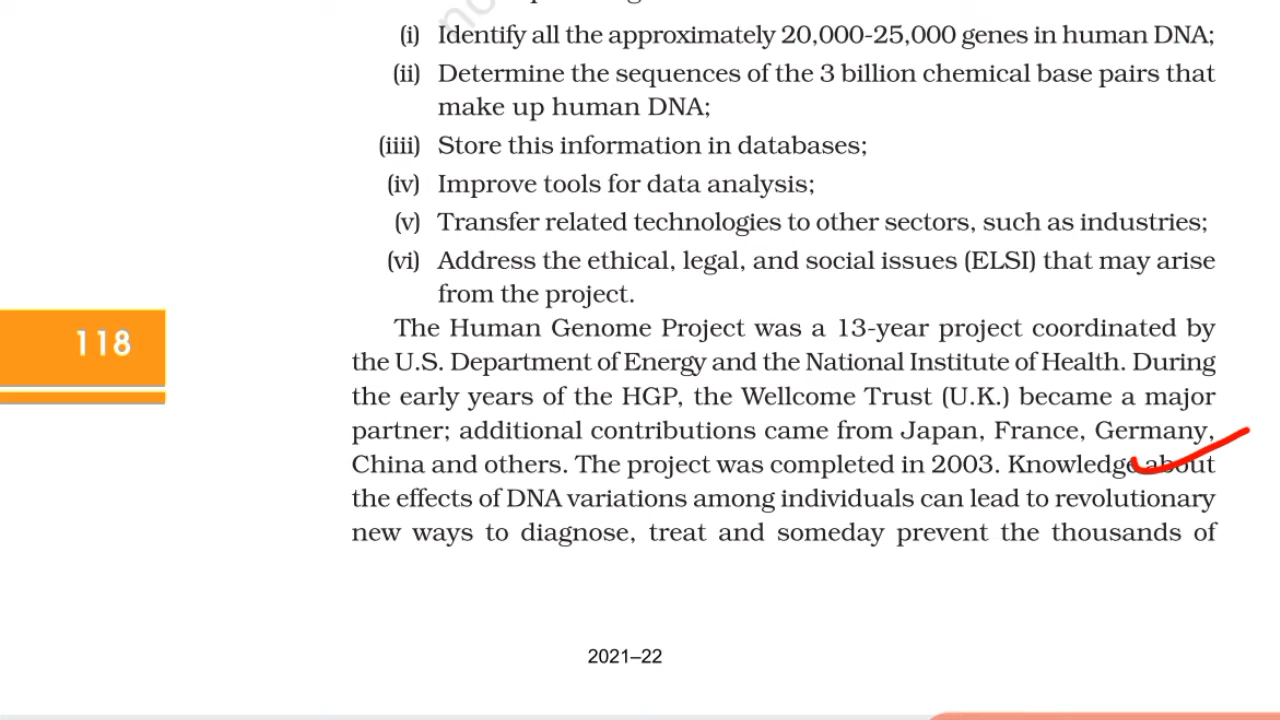 no
(i) Identify all the approximately 20,000-25,000 genes in human DNA;
(ii) Determine the sequences of the 3 billion chemical base pairs that
make up human DNA;
(iiii) Store this information in databases;
(iv) Improve tools for data analysis;
(v) Transfer related technologies to other sectors, such as industries;
(vi) Address the ethical, legal, and social issues (ELSI) that may arise
from the project.
The Human Genome Project was a 13-year project coordinated by
118
the U.S. Department of Energy and the National Institute of Health. During
the early years of the HGP, the Wellcome Trust (U.K.) became a major
partner; additional contributions came from Japan, France, Germany,
China and others. The project was completed in 2003. Knowledge about
the effects of DNA variations among individuals can lead to revolutionary
new ways to diagnose, treat and someday prevent the thousands of
2021–22